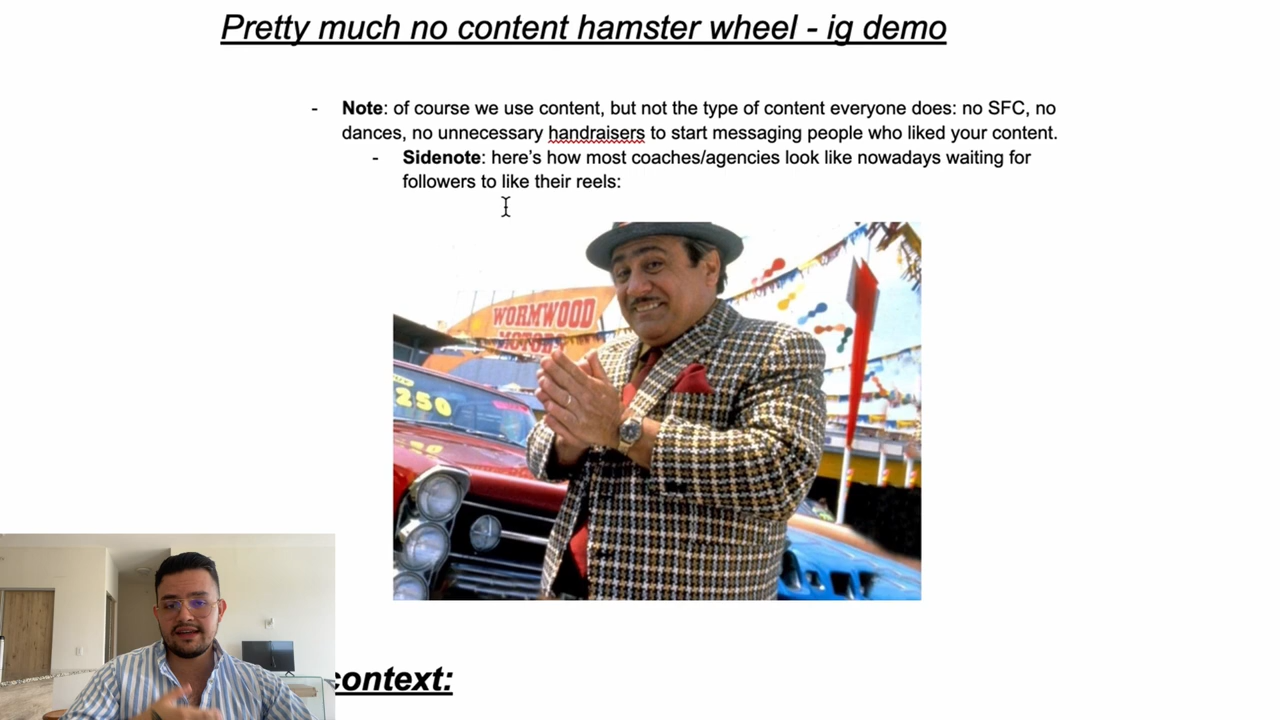 Pretty much no content hamster wheel - ig demo
- Note: of course we use content, but not the type of content everyone does: no SFC, no
dances, no unnecessary handraisers to start messaging people who liked your content.
- Sidenote: here's how most coaches/agencies look like nowadays waiting for
followers to like their reels:
WORMWOOD
MOTORS
250
context: